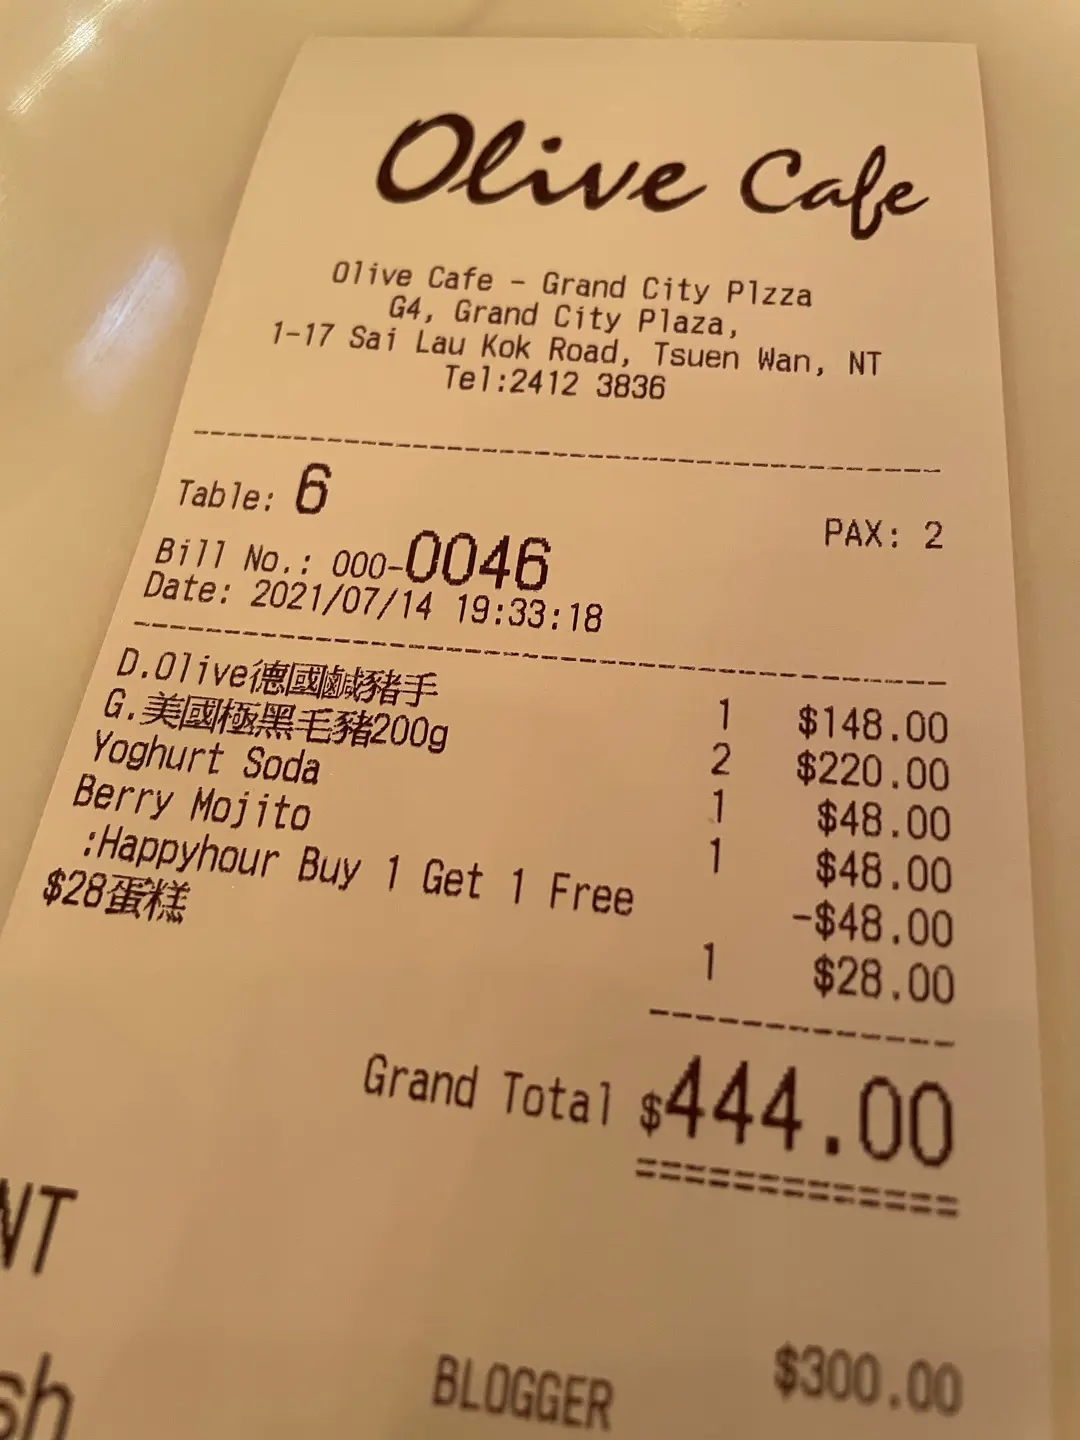 Olive Cafe
Olive Cafe - Grand City Plzza
G4, Grand City Plaza,
1-17 Sai Lau Kok Road, Tsuen Wan, NT
Tel:2412 3836
Table: 6 PAX: 2
Bill No.: 000-0046
Date: 2021/07/14 19:33:18
D.Olive德國鹹豬手 1 $148.00
G.美國極黑毛豬200g 2 $220.00
Yoghurt Soda 1 $48.00
Berry Mojito 1 $48.00
:Happyhour Buy 1 Get 1 Free -$48.00
$28蛋糕 1 $28.00
Grand Total $444.00
NT
sh BLOGGER $300.00